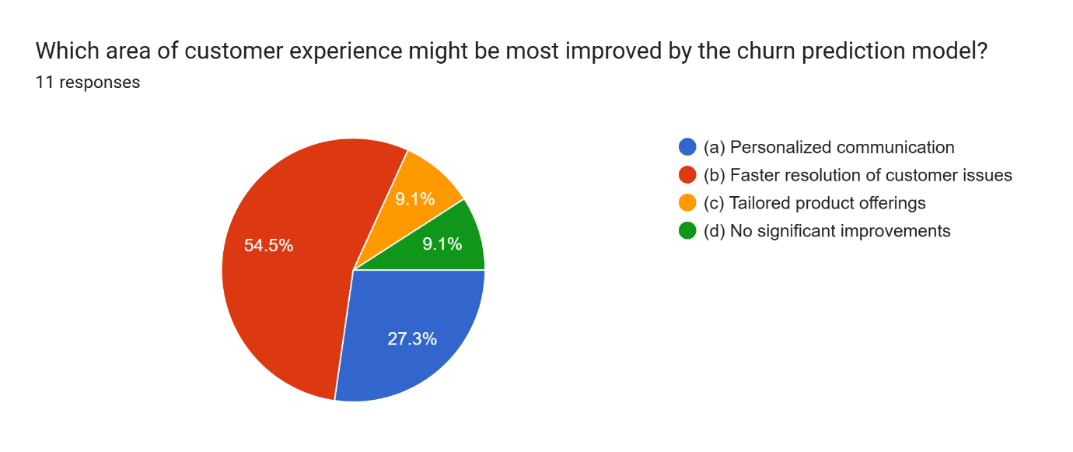 Which area of customer experience might be most improved by the churn prediction model?
11 responses
(a) Personalized communication
(b) Faster resolution of customer issues
(c) Tailored product offerings
(d) No significant improvements
9.1%
54.5%
9.1%
27.3%